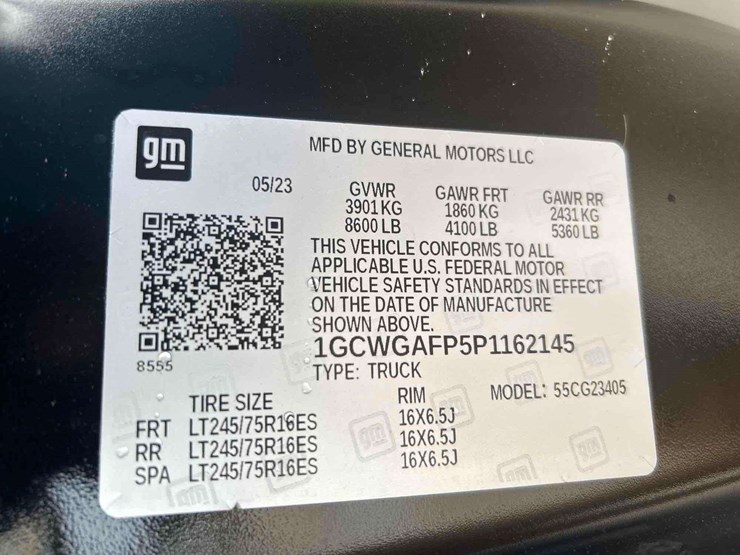 gm
MFD BY GENERAL MOTORS LLC
05/23
GVWR GAWR FRT GAWR RR
3901 KG 1860 KG 2431 KG
8600 LB 4100 LB 5360 LB
THIS VEHICLE CONFORMS TO ALL
APPLICABLE U.S. FEDERAL MOTOR
VEHICLE SAFETY STANDARDS IN EFFECT
ON THE DATE OF MANUFACTURE
SHOWN ABOVE.
1GCWGAFP5P1162145
8555
TYPE: TRUCK
MODEL: 55CG23405
TIRE SIZE RIM
FRT LT245/75R16ES 16X6.5J
RR LT245/75R16ES 16X6.5J
SPA LT245/75R16ES 16X6.5J